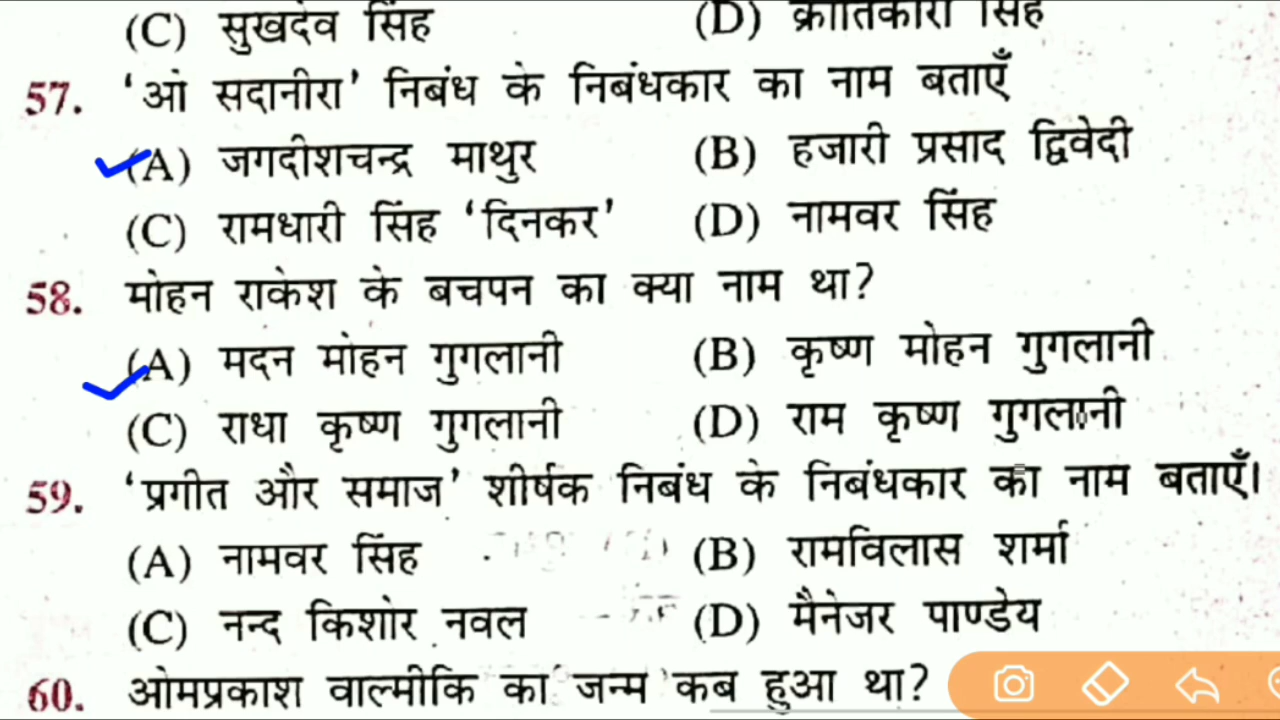 (C) सुखदेव सिंह (D) क्रांतिकारी सिंह
57. 'ओ सदानीरा' निबंध के निबंधकार का नाम बताएँ
(A) जगदीशचन्द्र माथुर (B) हजारी प्रसाद द्विवेदी
(C) रामधारी सिंह 'दिनकर' (D) नामवर सिंह
58. मोहन राकेश के बचपन का क्या नाम था?
(A) मदन मोहन गुगलानी (B) कृष्ण मोहन गुगलानी
(C) राधा कृष्ण गुगलानी (D) राम कृष्ण गुगलानी
59. 'प्रगीत और समाज' शीर्षक निबंध के निबंधकार का नाम बताएँ।
(A) नामवर सिंह (B) रामविलास शर्मा
(C) नन्द किशोर नवल (D) मैनेजर पाण्डेय
60. ओमप्रकाश वाल्मीकि का जन्म कब हुआ था?